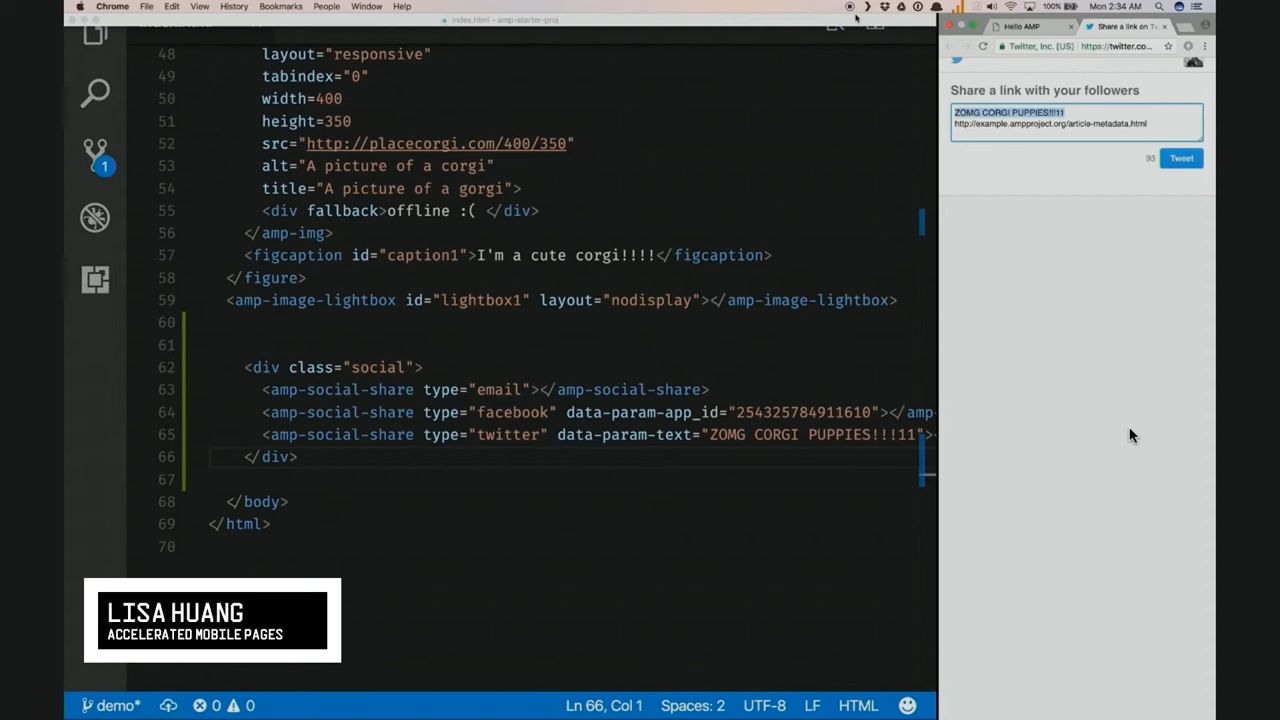 Chrome File Edit View History Bookmarks People Window Help
100% Mon 2:34 AM
index.html - amp-starter-proj
Hello AMP
Share a link on Tw
Twitter, Inc. [US] https://twitter.co...
48 layout="responsive"
49 tabindex="0"
50 width=400
51 height=350
52 src="http://placecorgi.com/400/350"
53 alt="A picture of a corgi"
54 title="A picture of a gorgi">
55 <div fallback>offline :( </div>
56 </amp-img>
57 <figcaption id="caption1">I'm a cute corgi!!!!</figcaption>
58 </figure>
59 <amp-image-lightbox id="lightbox1" layout="nodisplay"></amp-image-lightbox>
60
61
62 <div class="social">
63 <amp-social-share type="email"></amp-social-share>
64 <amp-social-share type="facebook" data-param-app_id="254325784911610"></amp-
65 <amp-social-share type="twitter" data-param-text="ZOMG CORGI PUPPIES!!!11"><
66 </div>
67
68 </body>
69 </html>
70
1
Share a link with your followers
ZOMG CORGI PUPPIES!!!11
http://example.ampproject.org/article-metadata.html
93 Tweet
LISA HUANG
ACCELERATED MOBILE PAGES
demo* 0 0 Ln 66, Col 1 Spaces: 2 UTF-8 LF HTML